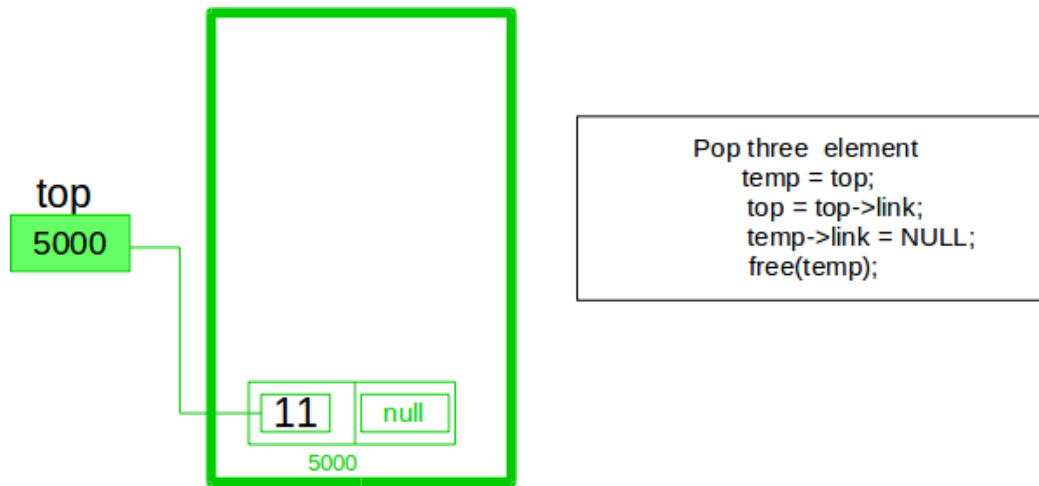 top
5000
11
null
5000
Pop three element
temp = top;
top = top->link;
temp->link = NULL;
free(temp);